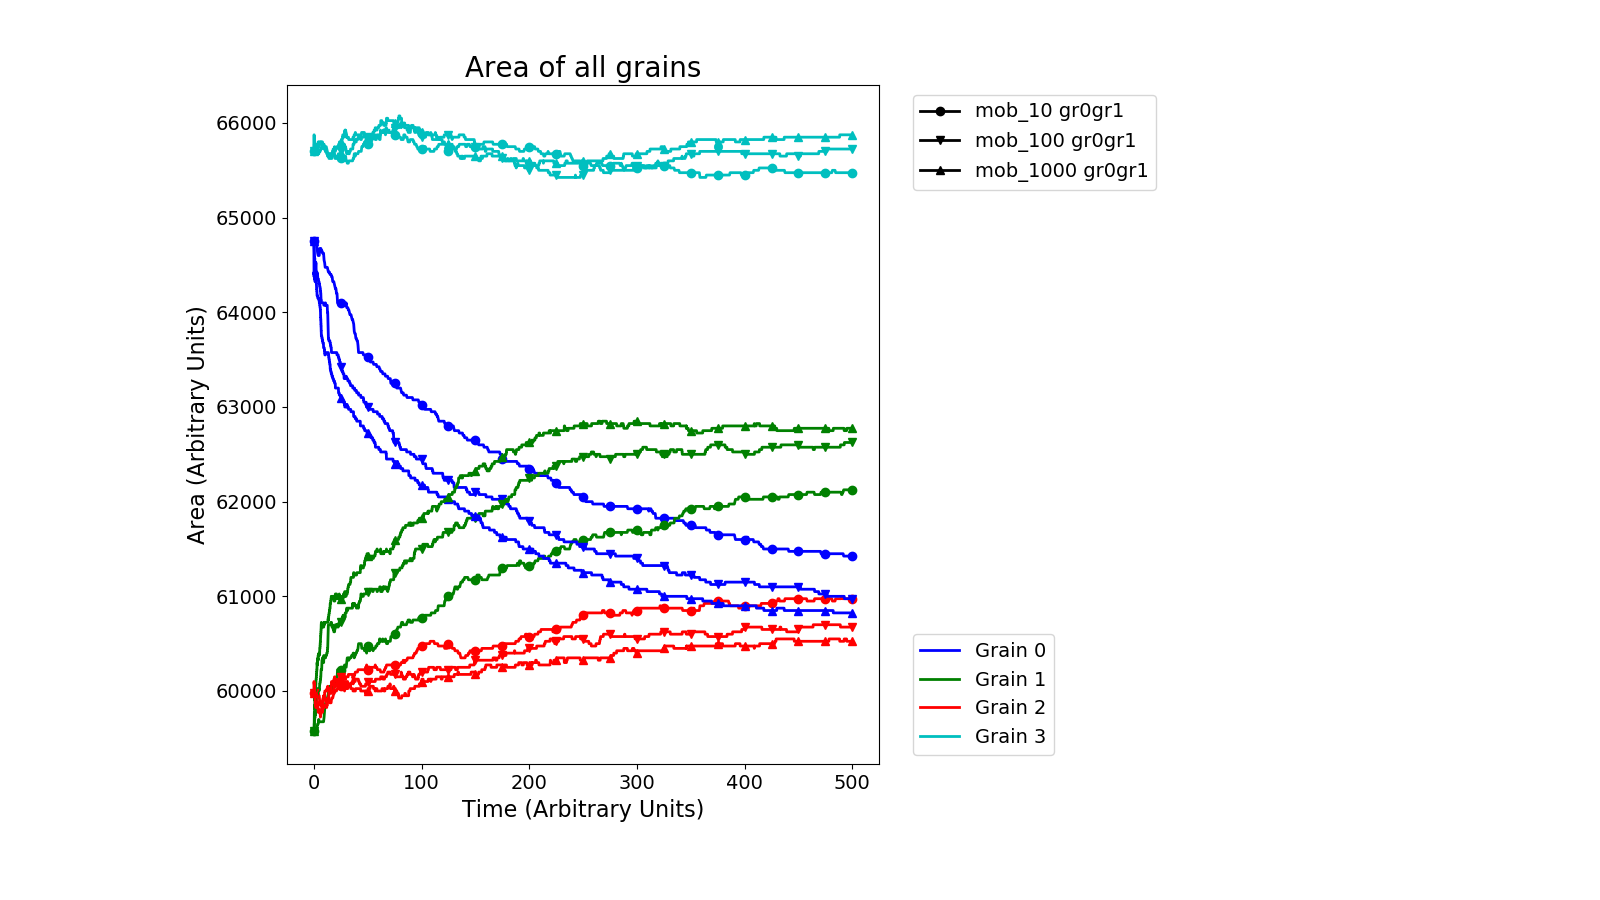 Area of all grains
66000
65000
64000
63000
62000
61000
60000
Area (Arbitrary Units)
0 100 200 300 400 500
Time (Arbitrary Units)
mob_10 gr0gr1
mob_100 gr0gr1
mob_1000 gr0gr1
Grain 0
Grain 1
Grain 2
Grain 3